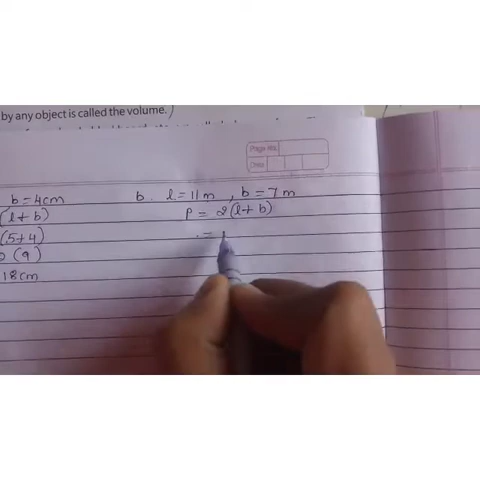 by any object is called the volume.
Page No.
Date
b = 4cm
(l + b)
(5+4)
(9)
18cm
b. l = 11 m , b = 7 m
P = 2(l + b)
=